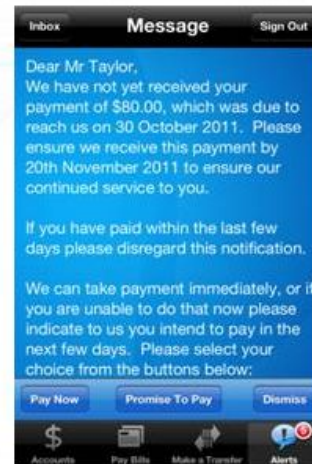 Inbox Message Sign Out
Dear Mr Taylor,
We have not yet received your
payment of $80.00, which was due to
reach us on 30 October 2011. Please
ensure we receive this payment by
20th November 2011 to ensure our
continued service to you.
If you have paid within the last few
days please disregard this notification.
We can take payment immediately, or if
you are unable to do that now please
indicate to us you intend to pay in the
next few days. Please select your
choice from the buttons below:
Pay Now Promise To Pay Dismiss
Accounts Pay Bills Make a Transfer Alerts